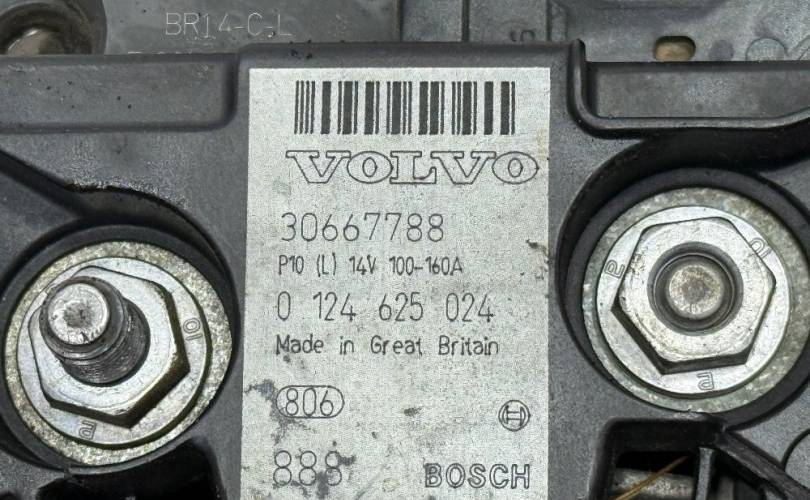 BR14-C-L
VOLVO
30667788
P10 (L) 14V 100-160A
0 124 625 024
Made in Great Britain
806
888 BOSCH